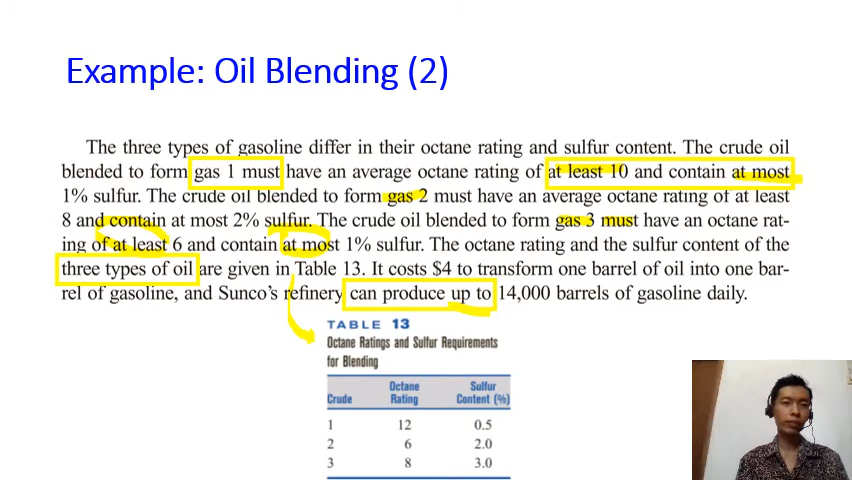 Example: Oil Blending (2)
The three types of gasoline differ in their octane rating and sulfur content. The crude oil
blended to form gas 1 must have an average octane rating of at least 10 and contain at most
1% sulfur. The crude oil blended to form gas 2 must have an average octane rating of at least
8 and contain at most 2% sulfur. The crude oil blended to form gas 3 must have an octane rat-
ing of at least 6 and contain at most 1% sulfur. The octane rating and the sulfur content of the
three types of oil are given in Table 13. It costs $4 to transform one barrel of oil into one bar-
rel of gasoline, and Sunco's refinery can produce up to 14,000 barrels of gasoline daily.
TABLE 13
Octane Ratings and Sulfur Requirements
for Blending
Octane Sulfur
Crude Rating Content (%)
1 12 0.5
2 6 2.0
3 8 3.0